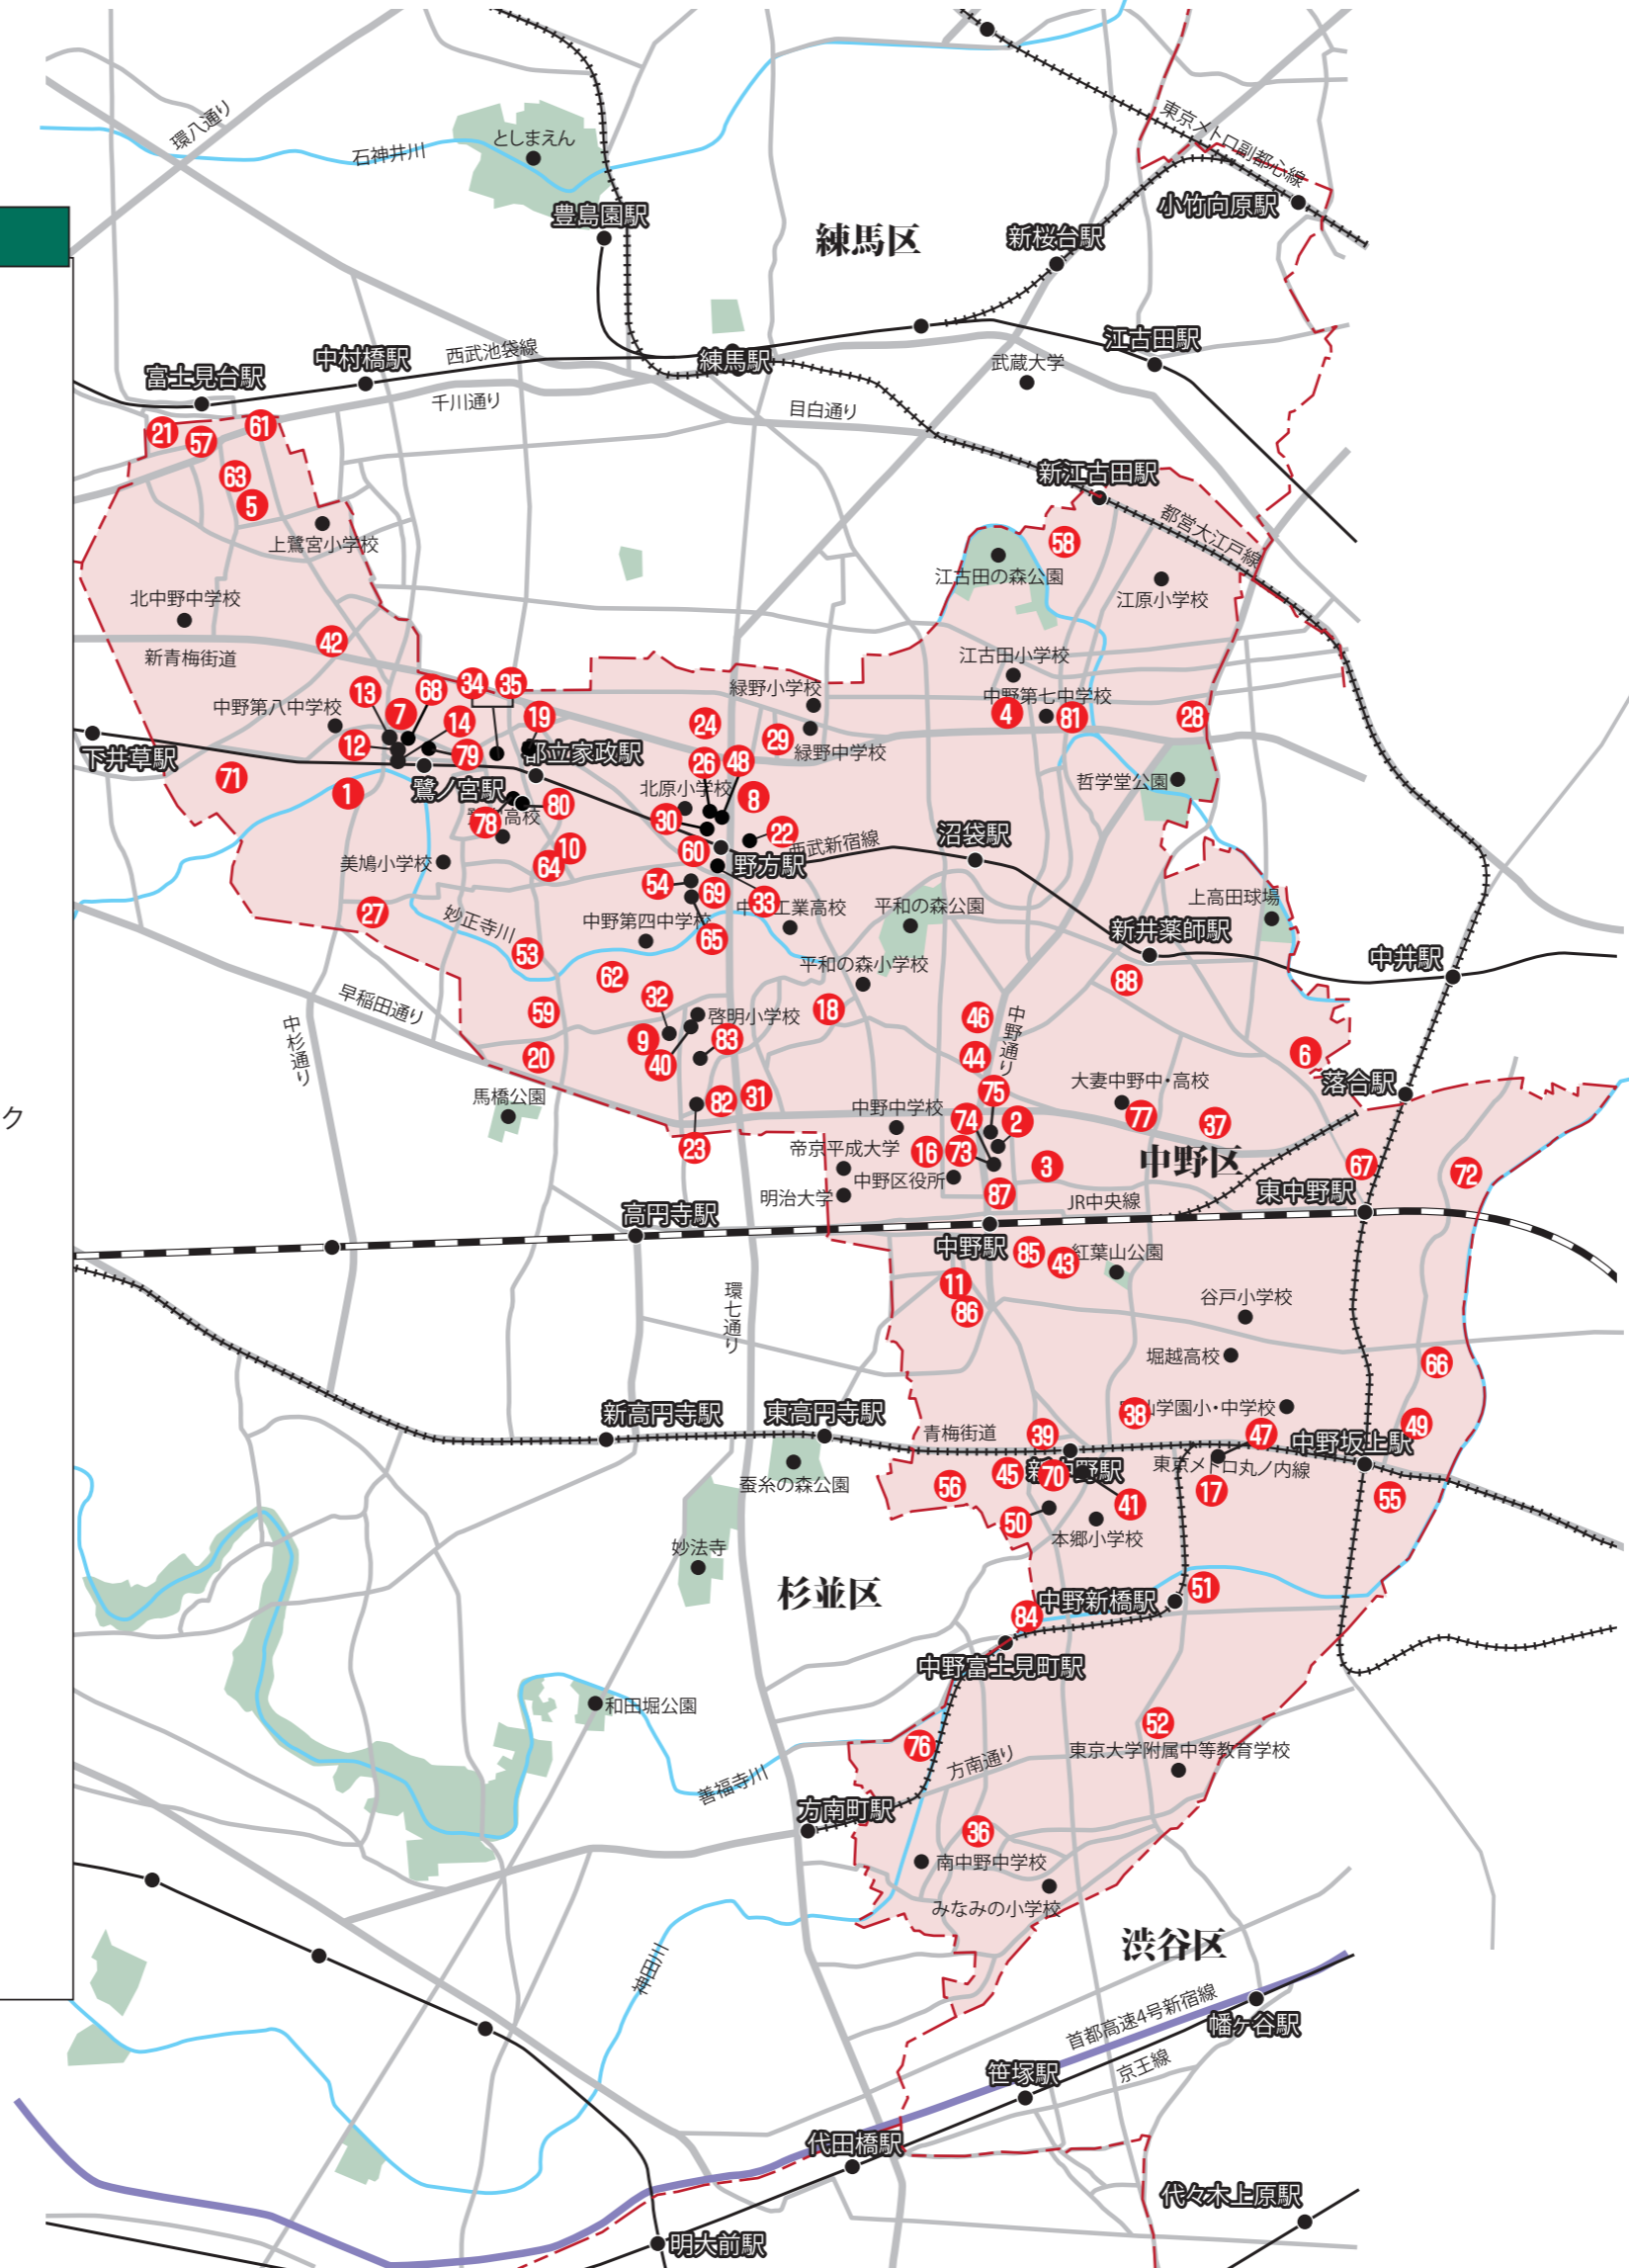 環八通り
石神井川
としまえん
東京メトロ副都心線
豊島園駅
小竹向原駅
練馬区
新桜台駅
江古田駅
中村橋駅
西武池袋線
練馬駅
武蔵大学
富士見台駅
千川通り
目白通り
21
57
61
63
5
新江古田駅
都営大江戸線
上鷺宮小学校
58
江古田の森公園
江原小学校
北中野中学校
42
新青梅街道
江古田小学校
中野第七中学校
4
81
28
13
68
34
35
緑野小学校
中野第八中学校
7
14
19
24
29
緑野中学校
12
79
都立家政駅
下井草駅
71
1
鷺ノ宮駅
26
48
北原小学校
8
哲学堂公園
78
80
高校
30
22
西武新宿線
沼袋駅
美鳩小学校
64
10
60
野方駅
54
69
33
工業高校
平和の森公園
上高田球場
27
妙正寺川
中野第四中学校
65
新井薬師駅
中井駅
53
62
平和の森小学校
88
早稲田通り
中杉通り
59
32
啓明小学校
18
46
中野通り
9
40
83
44
6
20
馬橋公園
82
31
75
大妻中野中・高校
落合駅
ク
23
中野中学校
74
2
77
37
帝京平成大学
16
73
3
中野区
67
72
中野区役所
明治大学
87
JR中央線
東中野駅
高円寺駅
中野駅
85
43
紅葉山公園
11
86
環七通り
谷戸小学校
堀越高校
66
新高円寺駅
東高円寺駅
38
学園小・中学校
49
青梅街道
39
47
中野坂上駅
東京メトロ丸ノ内線
蚕糸の森公園
56
45
70
41
17
55
50
本郷小学校
妙法寺
杉並区
中野新橋駅
51
84
中野富士見町駅
和田堀公園
52
76
方南通り
東京大学附属中等教育学校
善福寺川
方南町駅
36
南中野中学校
みなみの小学校
渋谷区
神田川
首都高速4号新宿線
幡ヶ谷駅
笹塚駅
京王線
代田橋駅
代々木上原駅
明大前駅